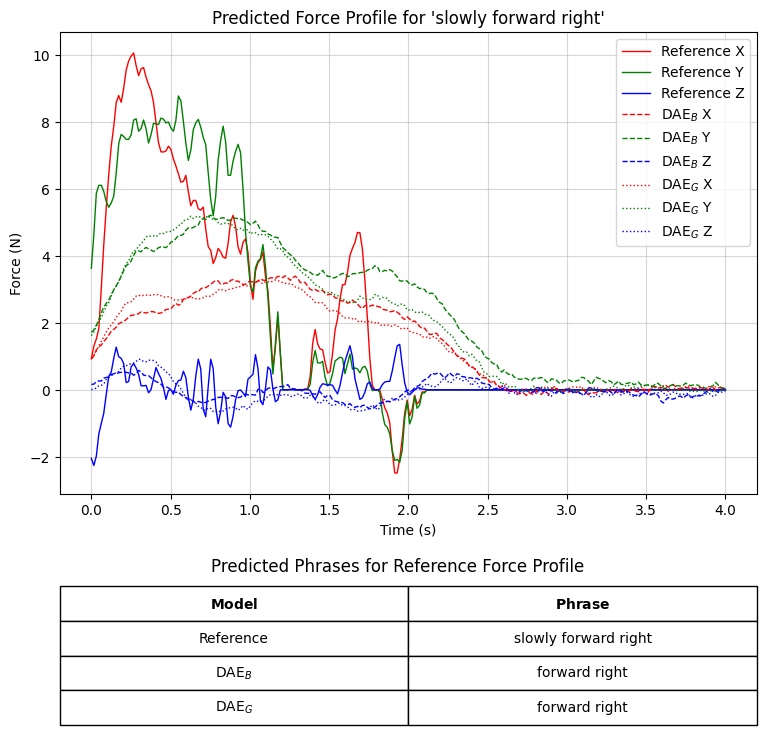 Predicted Force Profile for 'slowly forward right'
Force (N)
10
8
6
4
2
0
−2
Reference X
Reference Y
Reference Z
DAE_B X
DAE_B Y
DAE_B Z
DAE_G X
DAE_G Y
DAE_G Z
0.0 0.5 1.0 1.5 2.0 2.5 3.0 3.5 4.0
Time (s)
Predicted Phrases for Reference Force Profile
Model Phrase
Reference slowly forward right
DAE_B forward right
DAE_G forward right